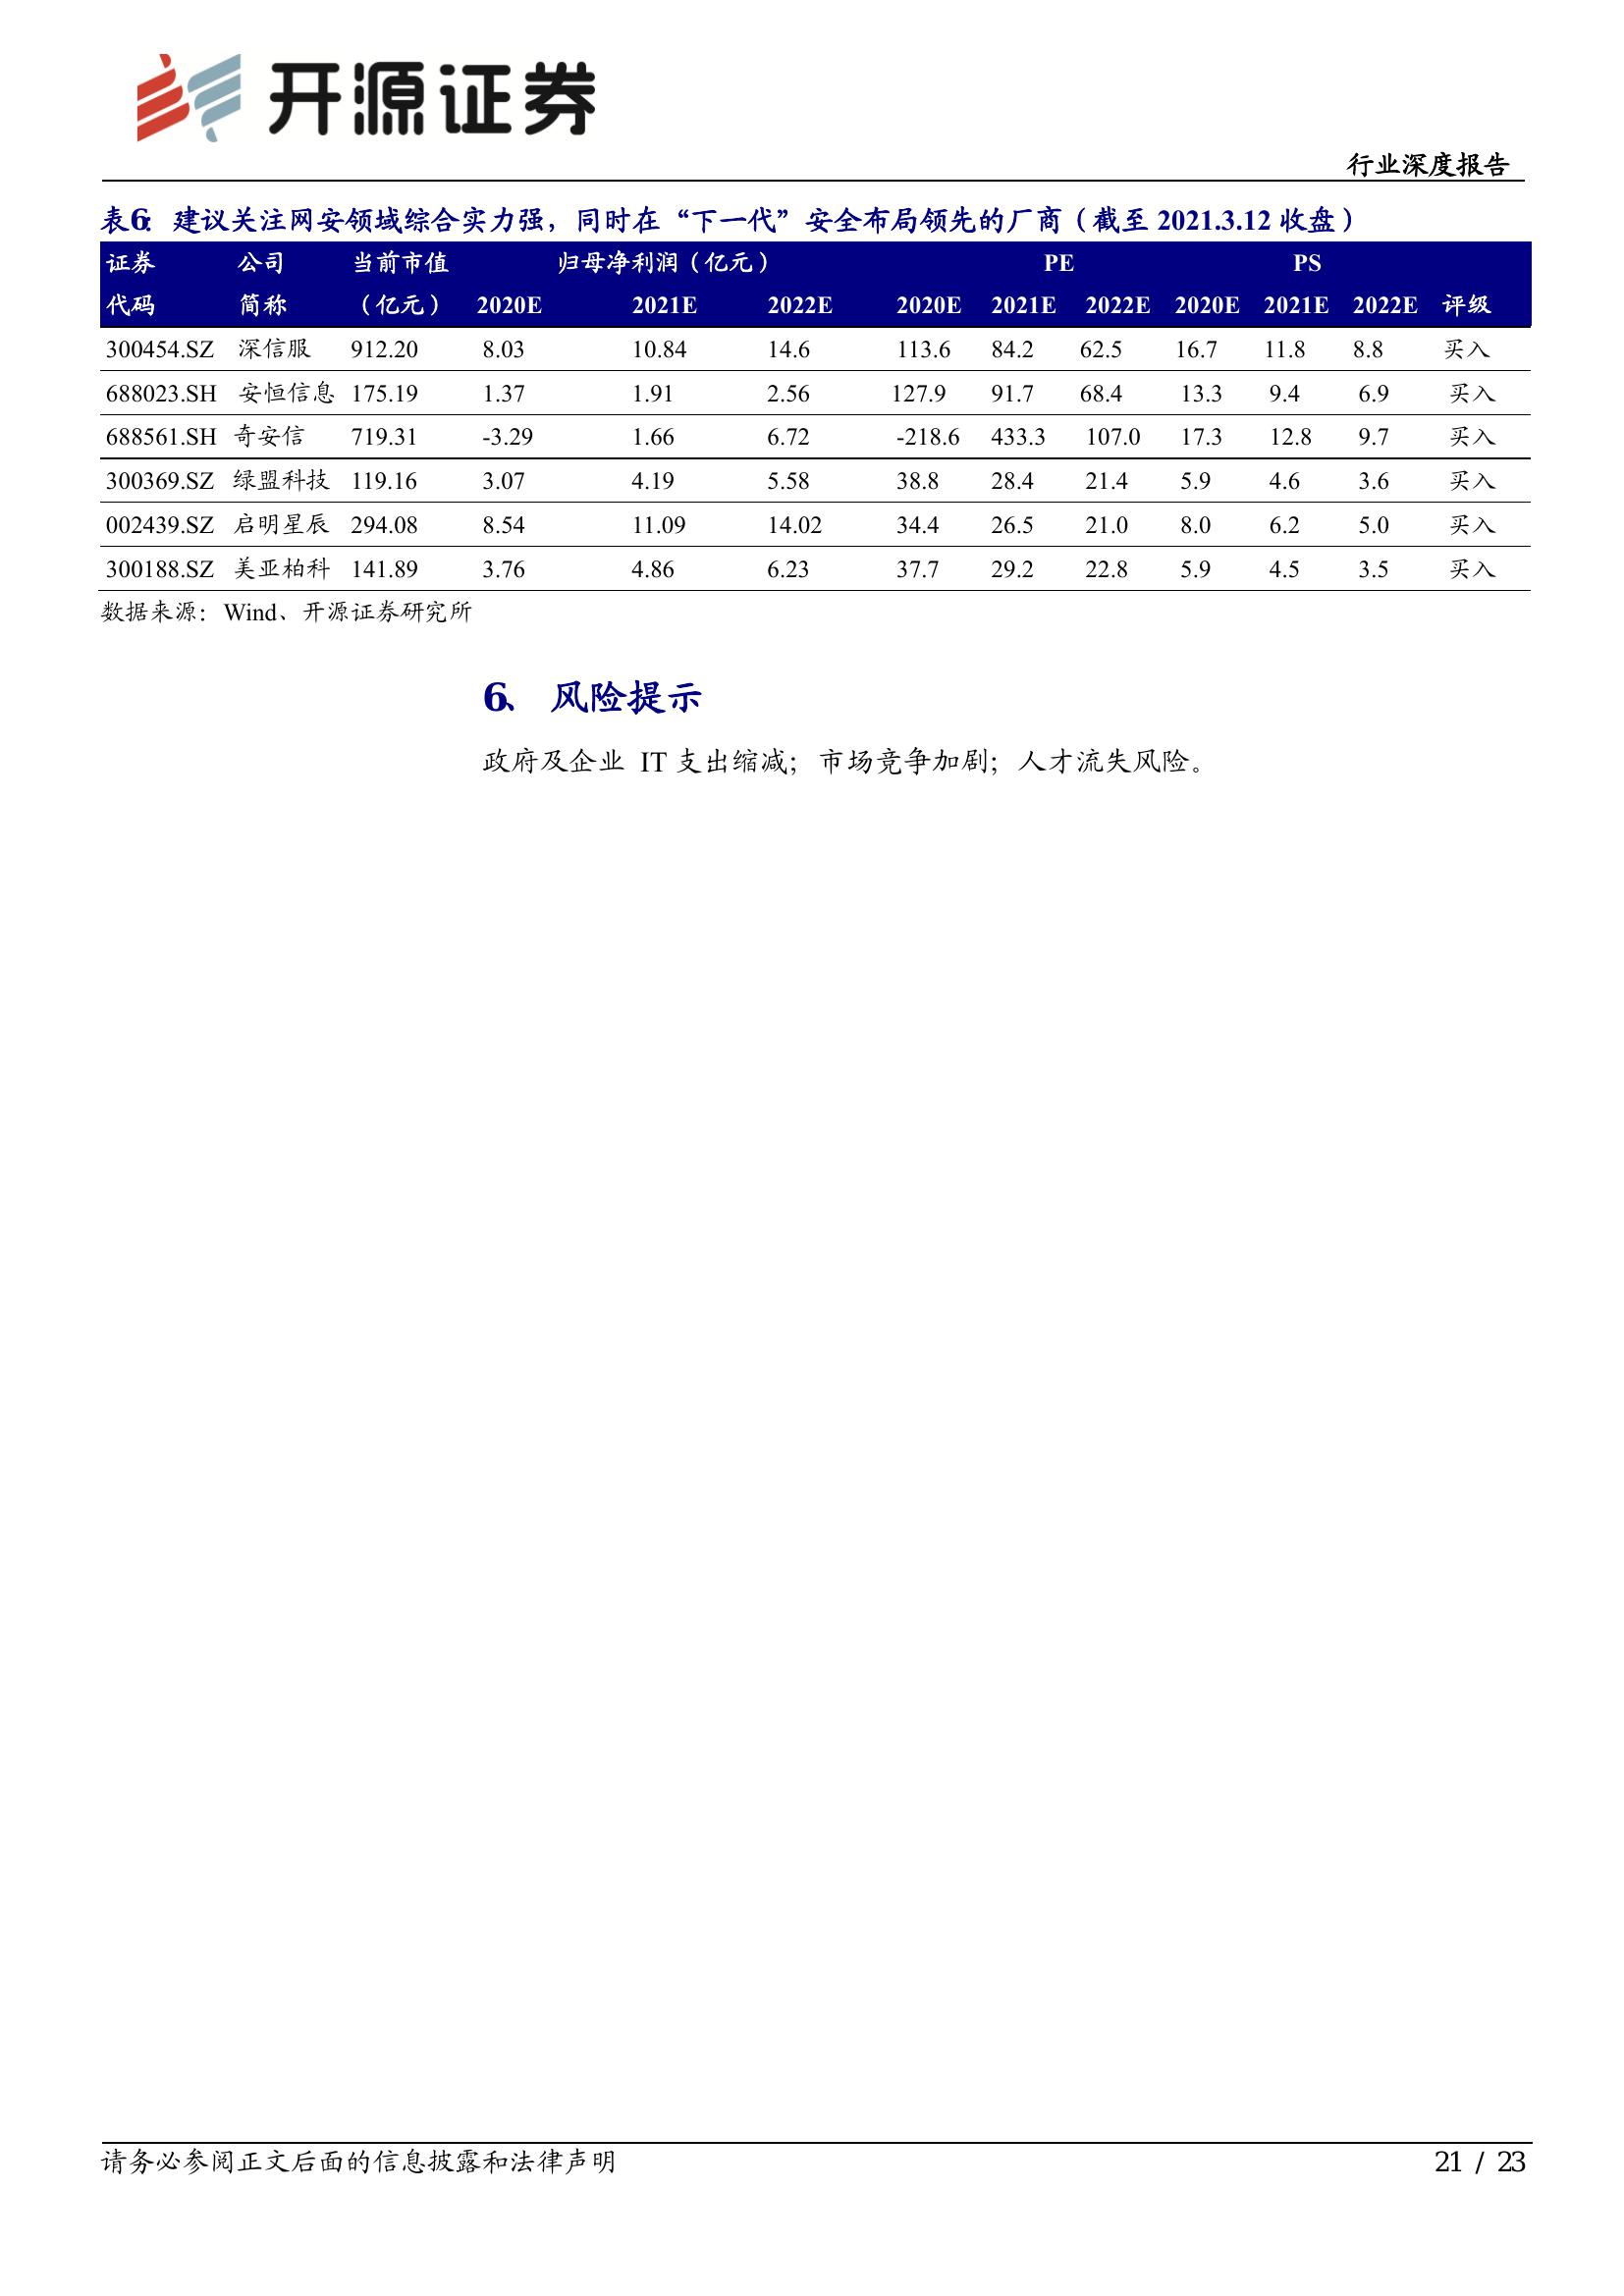 开源证券
行业深度报告
表6：建议关注网安领域综合实力强，同时在“下一代”安全布局领先的厂商（截至 2021.3.12 收盘）
证券 公司 当前市值 归母净利润（亿元） PE PS
代码 简称 （亿元） 2020E 2021E 2022E 2020E 2021E 2022E 2020E 2021E 2022E 评级
300454.SZ 深信服 912.20 8.03 10.84 14.6 113.6 84.2 62.5 16.7 11.8 8.8 买入
688023.SH 安恒信息 175.19 1.37 1.91 2.56 127.9 91.7 68.4 13.3 9.4 6.9 买入
688561.SH 奇安信 719.31 -3.29 1.66 6.72 -218.6 433.3 107.0 17.3 12.8 9.7 买入
300369.SZ 绿盟科技 119.16 3.07 4.19 5.58 38.8 28.4 21.4 5.9 4.6 3.6 买入
002439.SZ 启明星辰 294.08 8.54 11.09 14.02 34.4 26.5 21.0 8.0 6.2 5.0 买入
300188.SZ 美亚柏科 141.89 3.76 4.86 6.23 37.7 29.2 22.8 5.9 4.5 3.5 买入
数据来源：Wind、开源证券研究所
6、 风险提示
政府及企业 IT 支出缩减；市场竞争加剧；人才流失风险。
请务必参阅正文后面的信息披露和法律声明 21 / 23